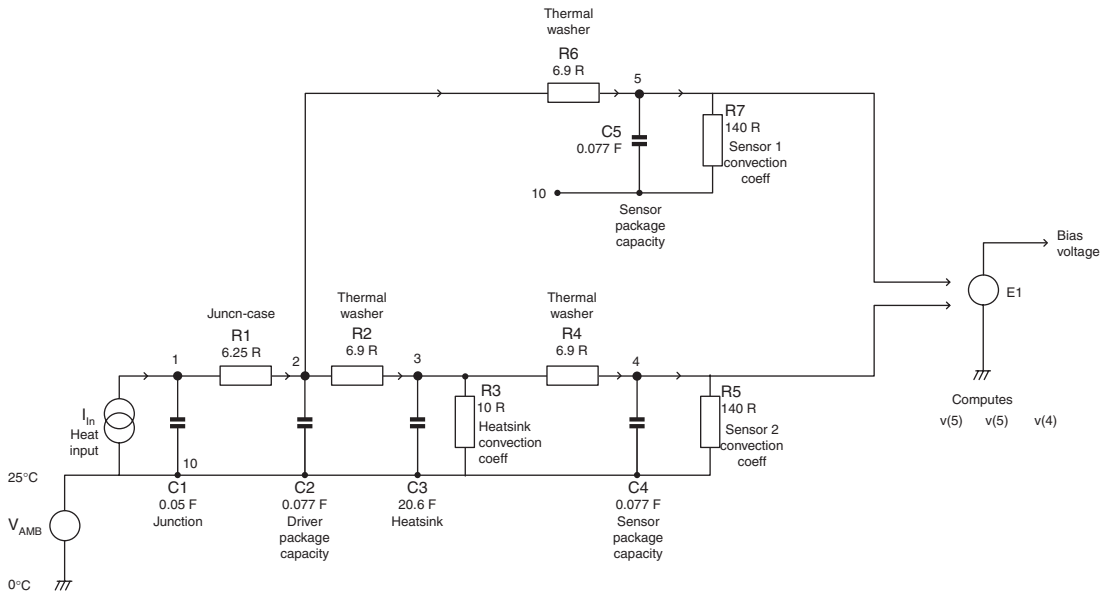 Thermal
washer
R6
6.9 R
5
R7
140 R
Sensor 1
convection
coeff
C5
0.077 F
10
Sensor
package
capacity
Bias
voltage
E1
Computes
v(5) v(5) v(4)
Juncn-case
R1
6.25 R
Thermal
washer
R2
6.9 R
Thermal
washer
R4
6.9 R
1
2
3
4
R3
10 R
Heatsink
convection
coeff
R5
140 R
Sensor 2
convection
coeff
I In
Heat
input
10
25°C
C1
0.05 F
Junction
C2
0.077 F
Driver
package
capacity
C3
20.6 F
Heatsink
C4
0.077 F
Sensor
package
capacity
V AMB
0°C